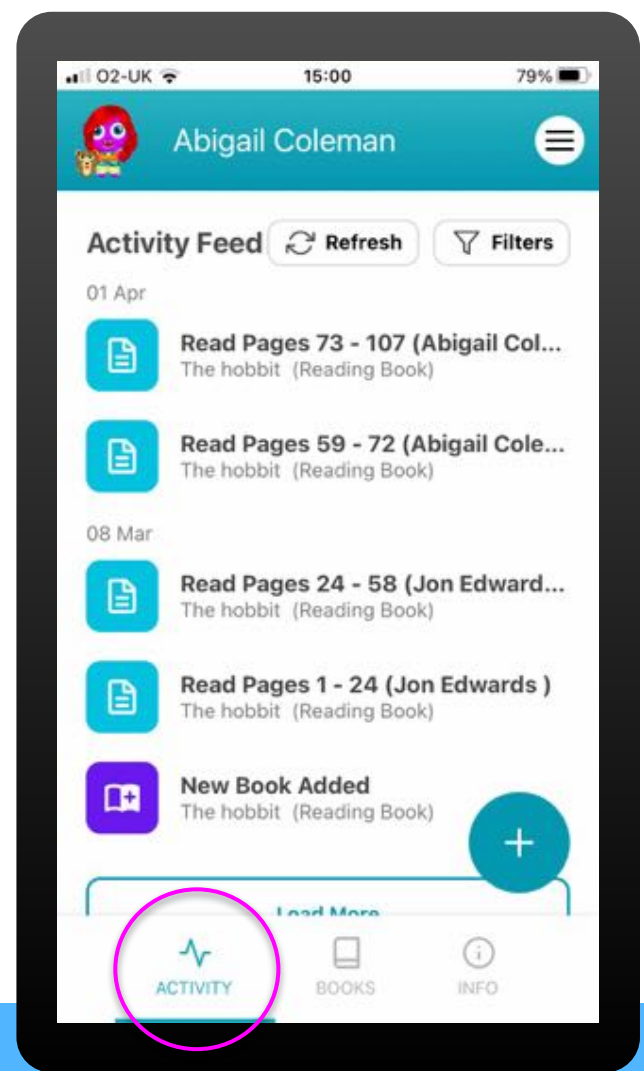 O2-UK 15:00 79%
Abigail Coleman
Activity Feed Refresh Filters
01 Apr
Read Pages 73 - 107 (Abigail Col...
The hobbit (Reading Book)
Read Pages 59 - 72 (Abigail Cole...
The hobbit (Reading Book)
08 Mar
Read Pages 24 - 58 (Jon Edward...
The hobbit (Reading Book)
Read Pages 1 - 24 (Jon Edwards )
The hobbit (Reading Book)
New Book Added
The hobbit (Reading Book)
Load More
ACTIVITY BOOKS INFO